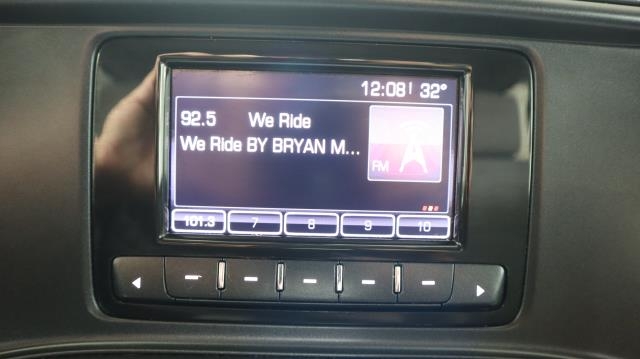 12:08 32°
92.5 We Ride
We Ride BY BRYAN M...
FM
101.3 7 8 9 10